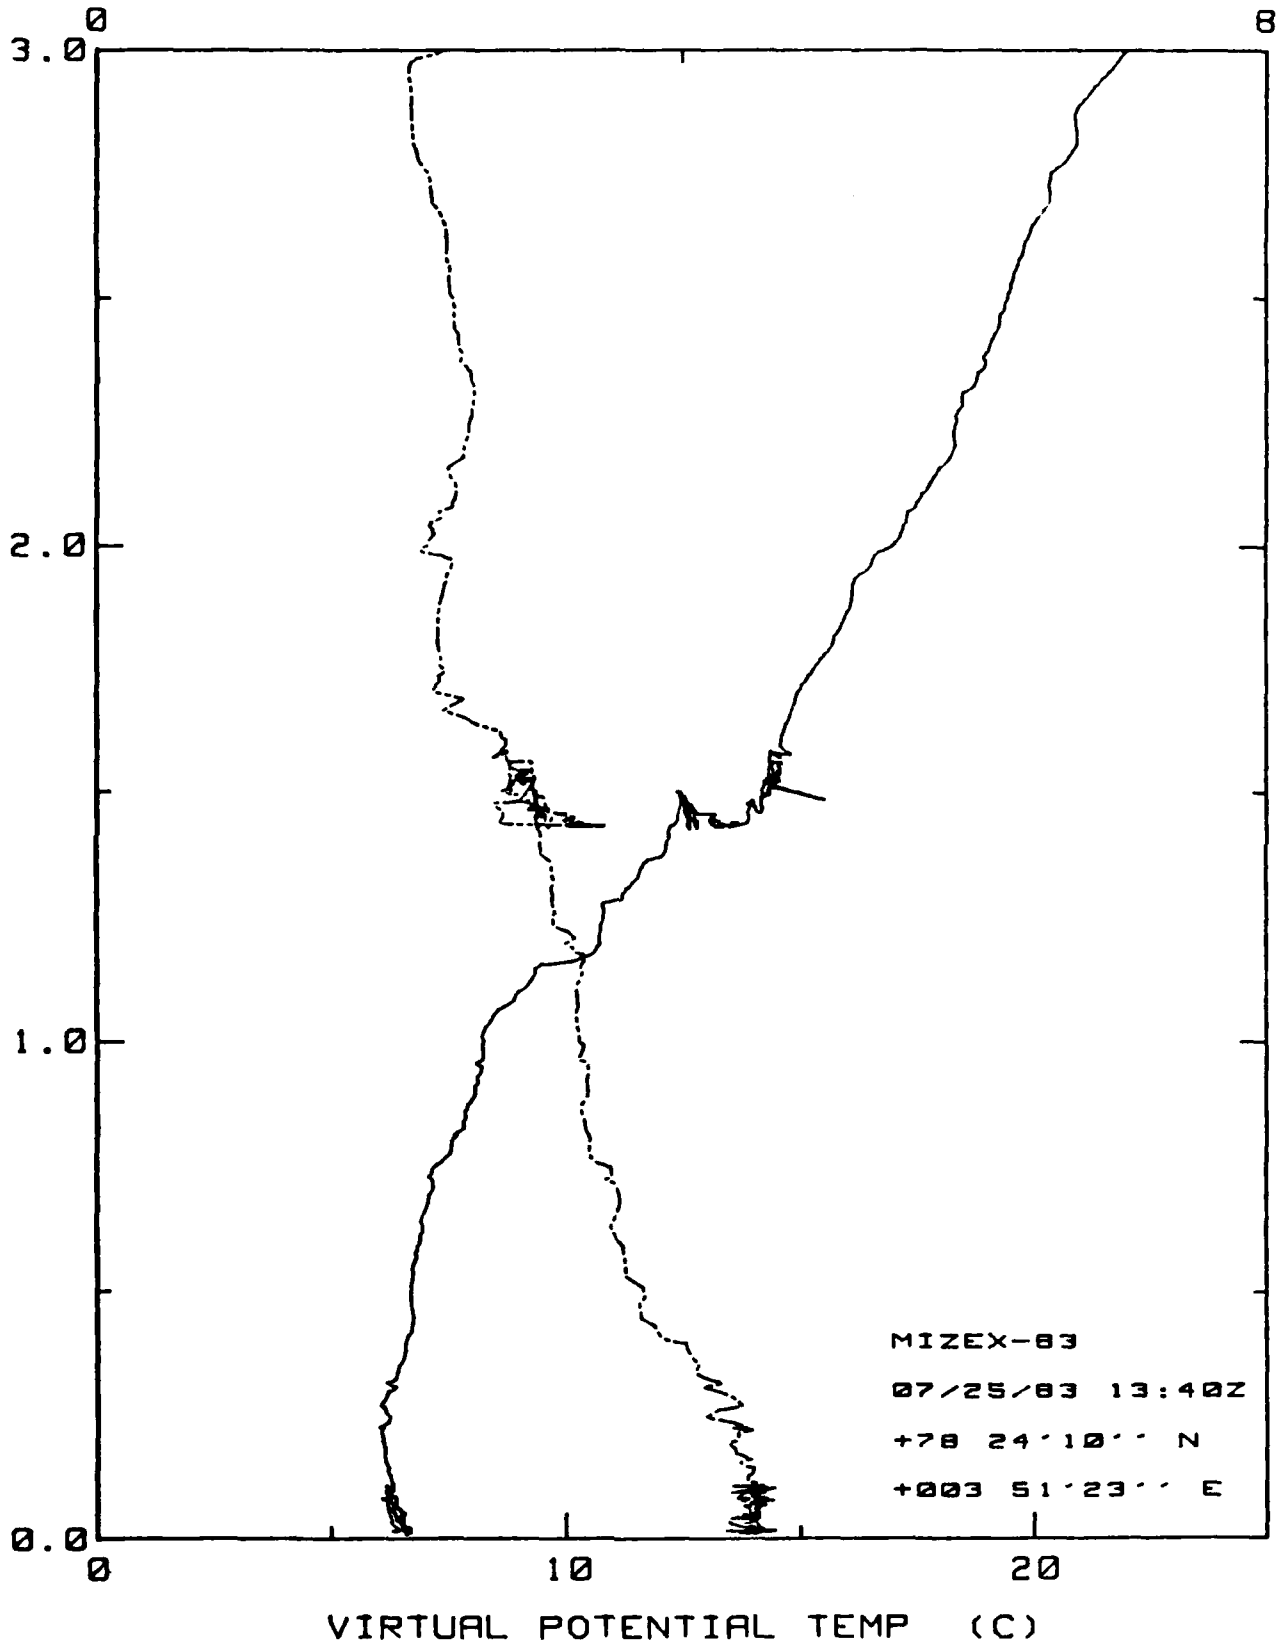 0 8
3.0
2.0
1.0
MIZEX-83
07/25/83 13:40Z
+78 24'10'' N
+003 51'23'' E
0.0
0 10 20
VIRTUAL POTENTIAL TEMP (C)